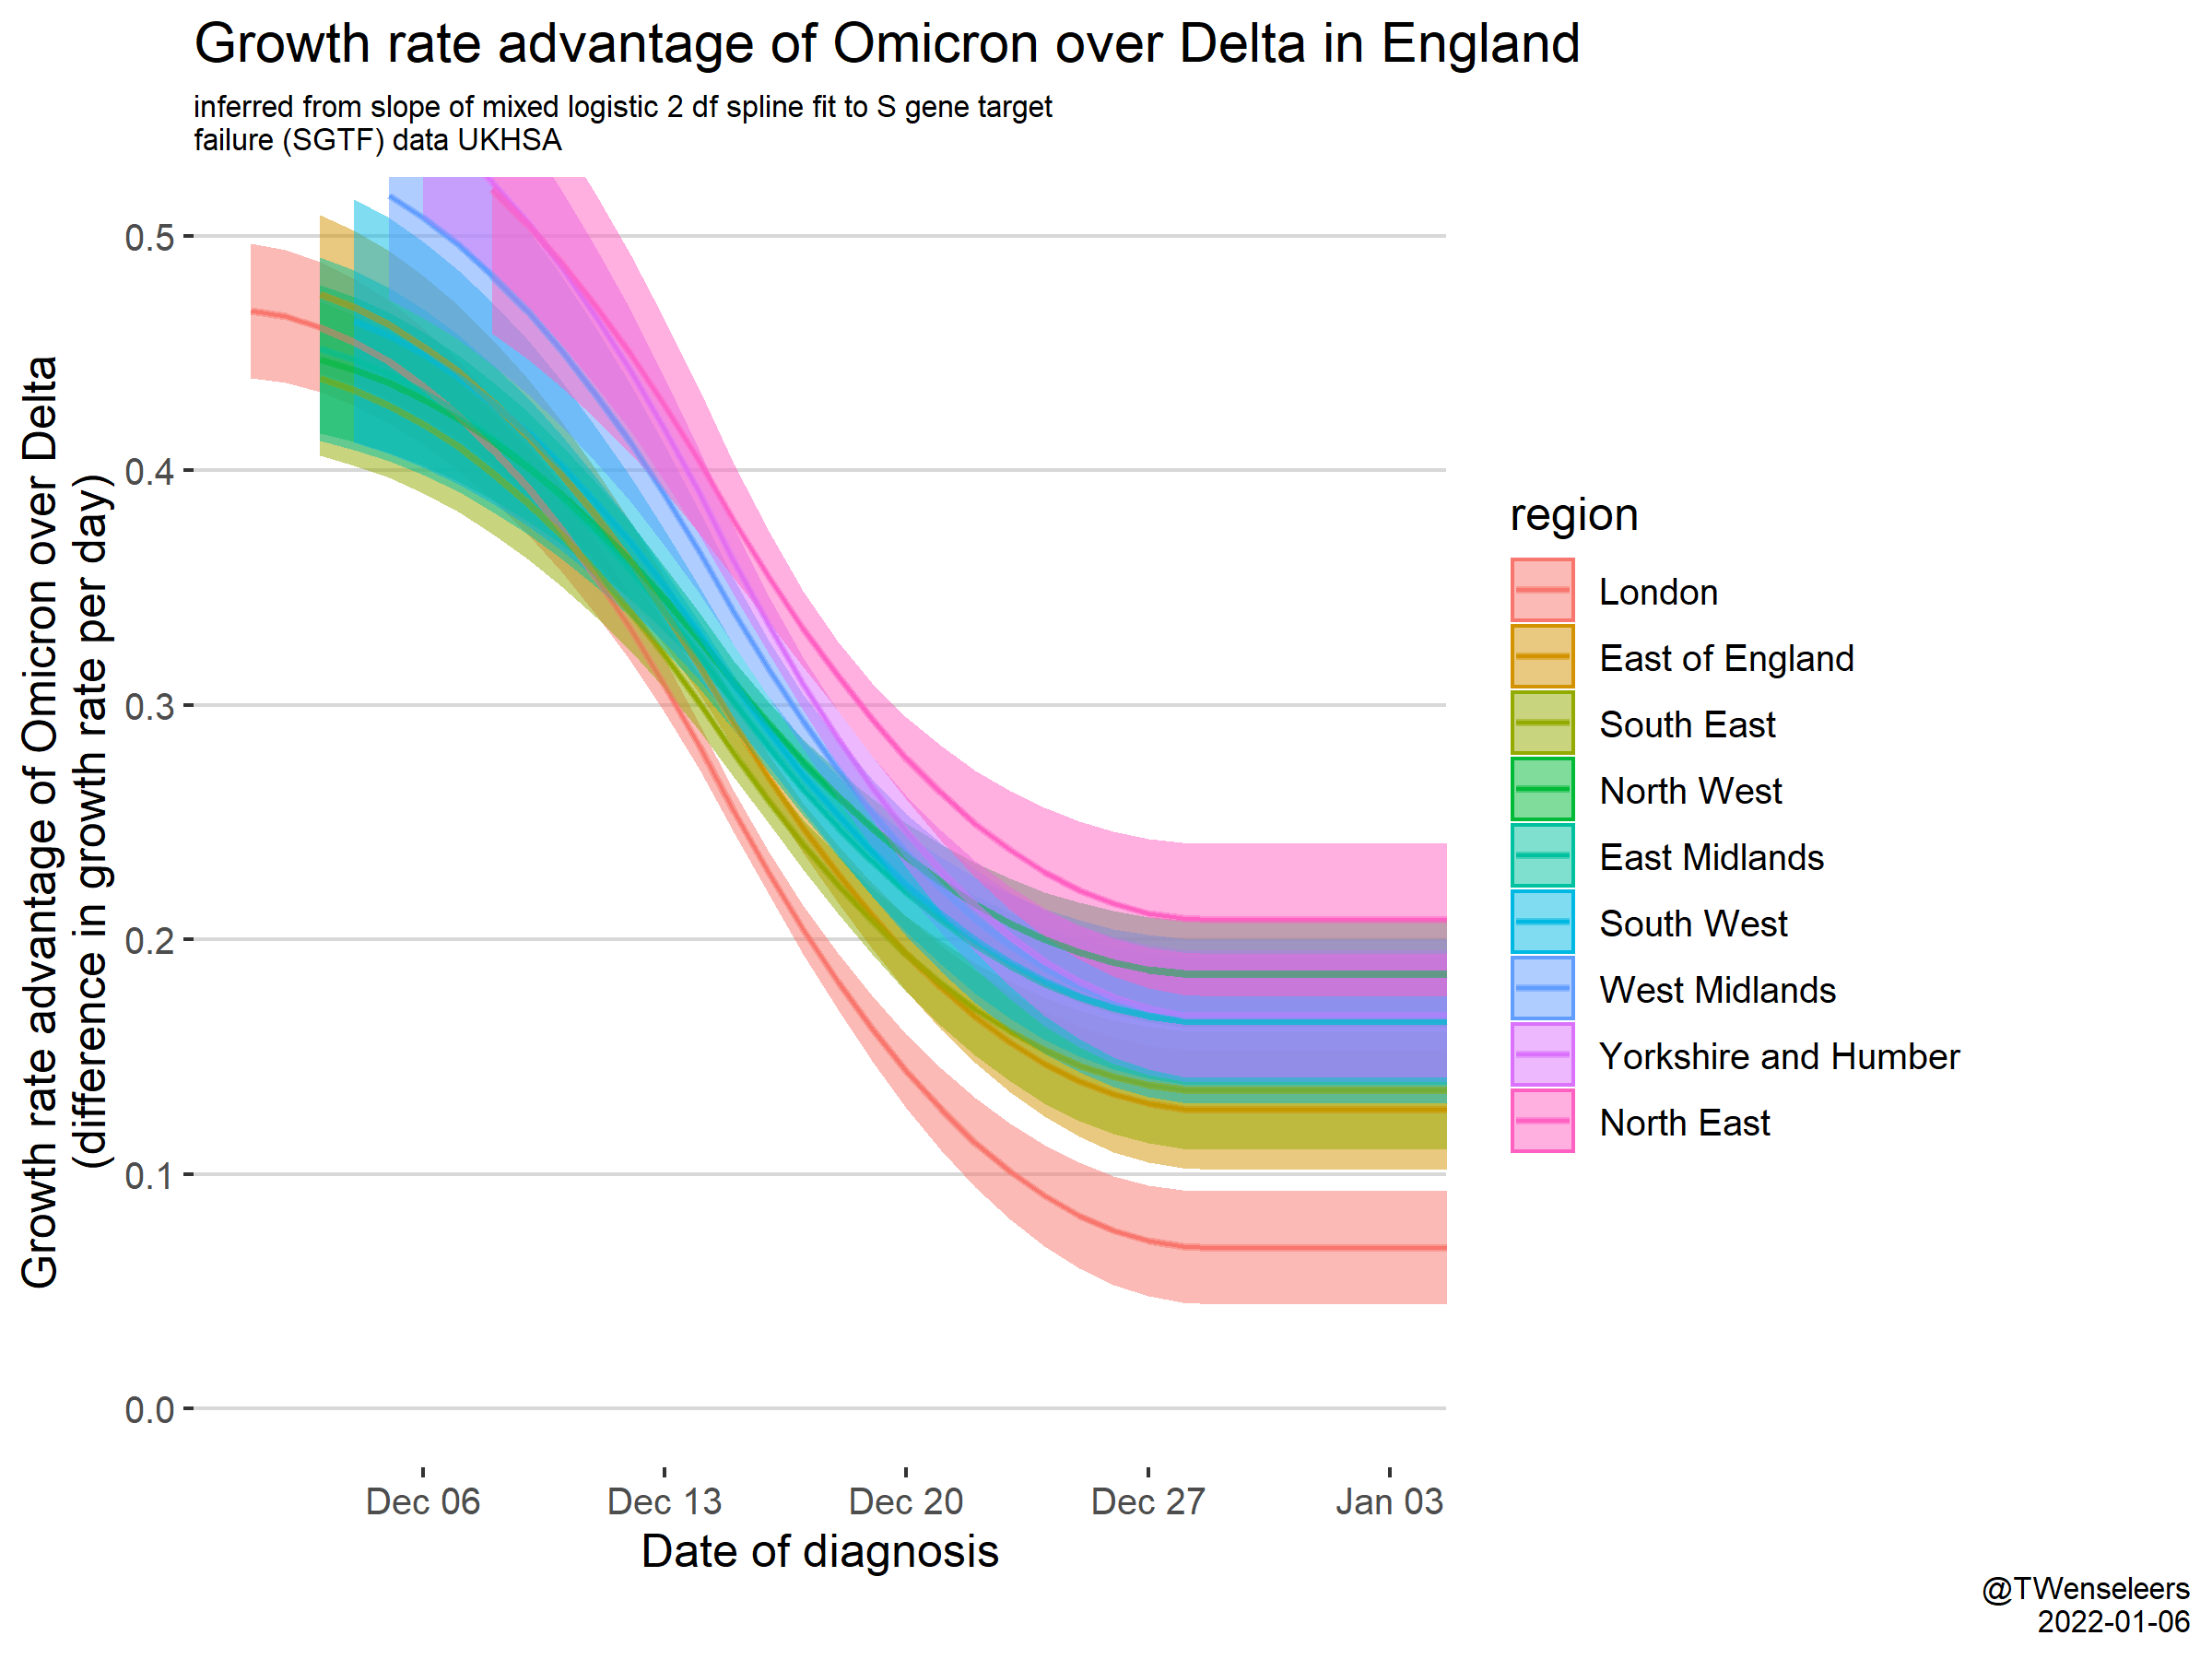 Growth rate advantage of Omicron over Delta in England
inferred from slope of mixed logistic 2 df spline fit to S gene target
failure (SGTF) data UKHSA
Growth rate advantage of Omicron over Delta
(difference in growth rate per day)
0.5
0.4
0.3
0.2
0.1
0.0
Dec 06
Dec 13
Dec 20
Dec 27
Jan 03
Date of diagnosis
region
London
East of England
South East
North West
East Midlands
South West
West Midlands
Yorkshire and Humber
North East
@TWenseleers
2022-01-06